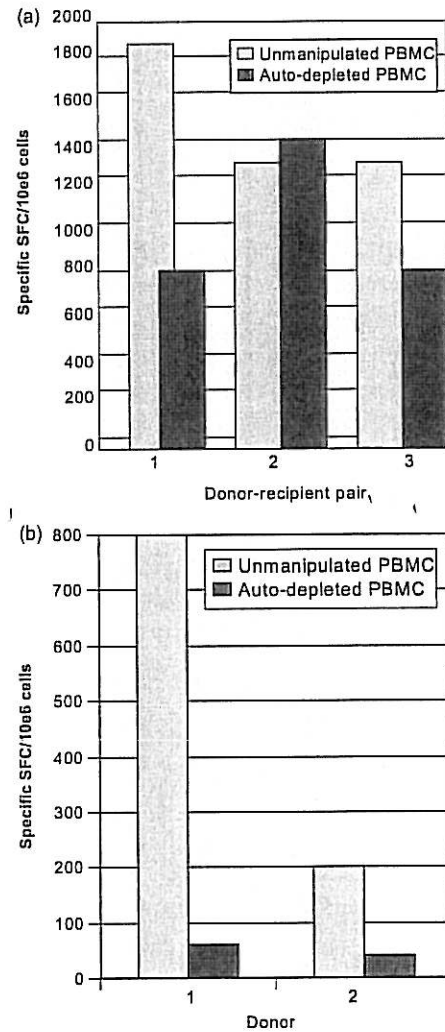 (a)
2000
1800
1600
1400
1200
1000
800
600
400
200
0
Specific SFC/10e6 cells
Unmanipulated PBMC
Auto-depleted PBMC
1 2 3
Donor-recipient pair
(b)
800
700
600
500
400
300
200
100
0
Specific SFC/10e6 cells
Unmanipulated PBMC
Auto-depleted PBMC
1 2
Donor